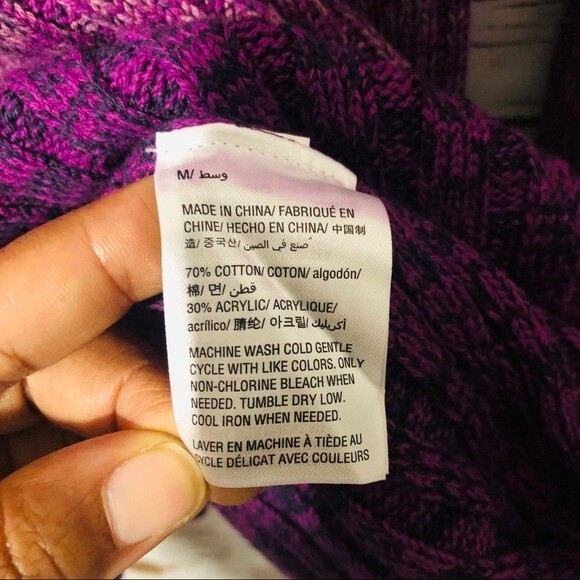 M/ وسط
MADE IN CHINA/ FABRIQUÉ EN
CHINE/ HECHO EN CHINA/ 中国制
造/ 중국산/ صنع في الصين
70% COTTON/ COTON/ algodón/
棉/ 면/ قطن/
30% ACRYLIC/ ACRYLIQUE/
acrílico/ 腈纶/ 아크릴/ أكريليك
MACHINE WASH COLD GENTLE
CYCLE WITH LIKE COLORS. ONLY
NON-CHLORINE BLEACH WHEN
NEEDED. TUMBLE DRY LOW.
COOL IRON WHEN NEEDED.
LAVER EN MACHINE À TIÈDE AU
CYCLE DÉLICAT AVEC COULEURS